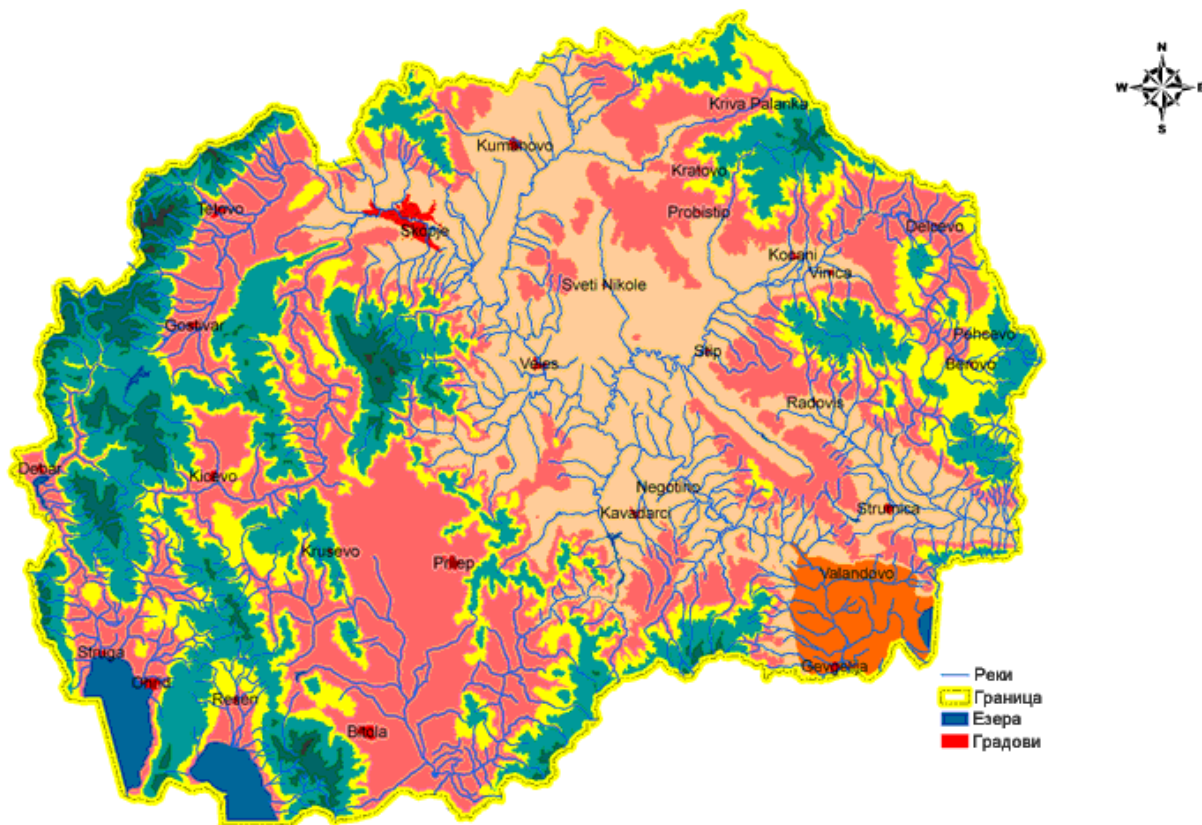 N
W
E
S
Kriva Palanka
Kumanovo
Kratovo
Tetovo
Probistip
Skopje
Delcevo
Kocani
Vinica
Sveti Nikole
Gostivar
Pehcevo
Stip
Veles
Berovo
Radovis
Debar
Kicevo
Negotino
Kavadarci
Strumica
Krusevo
Prilep
Valandovo
Struga
Gevgelija
Ohrid
Resen
Bitola
Реки
Граница
Езера
Градови